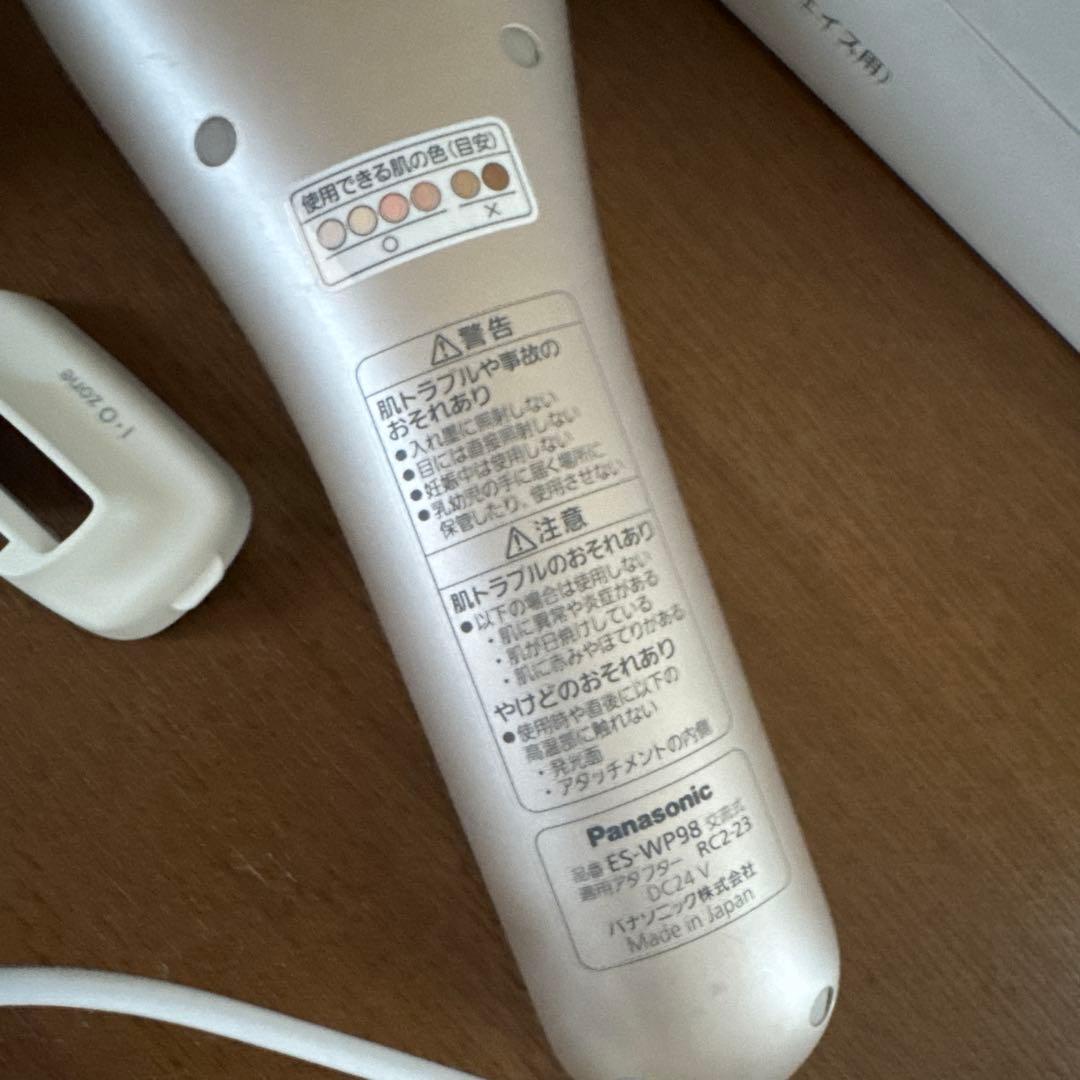 ェイス用)
使用できる肌の色(目安)
○ ×
I・O zone
⚠警告
肌トラブルや事故の
おそれあり
●入れ墨に照射しない
●目には直接照射しない
●妊娠中は使用しない
●乳幼児の手に届く場所に
保管したり、使用させない
⚠注意
肌トラブルのおそれあり
●以下の場合は使用しない
・肌に異常や炎症がある
・肌が日焼けしている
・肌に赤みやほてりがある
やけどのおそれあり
●使用時や直後に以下の
高温部に触れない
・発光面
・アタッチメントの内側
Panasonic
品番 ES-WP98 交流式
適用アダプター RC2-23
DC24 V
パナソニック株式会社
Made in Japan